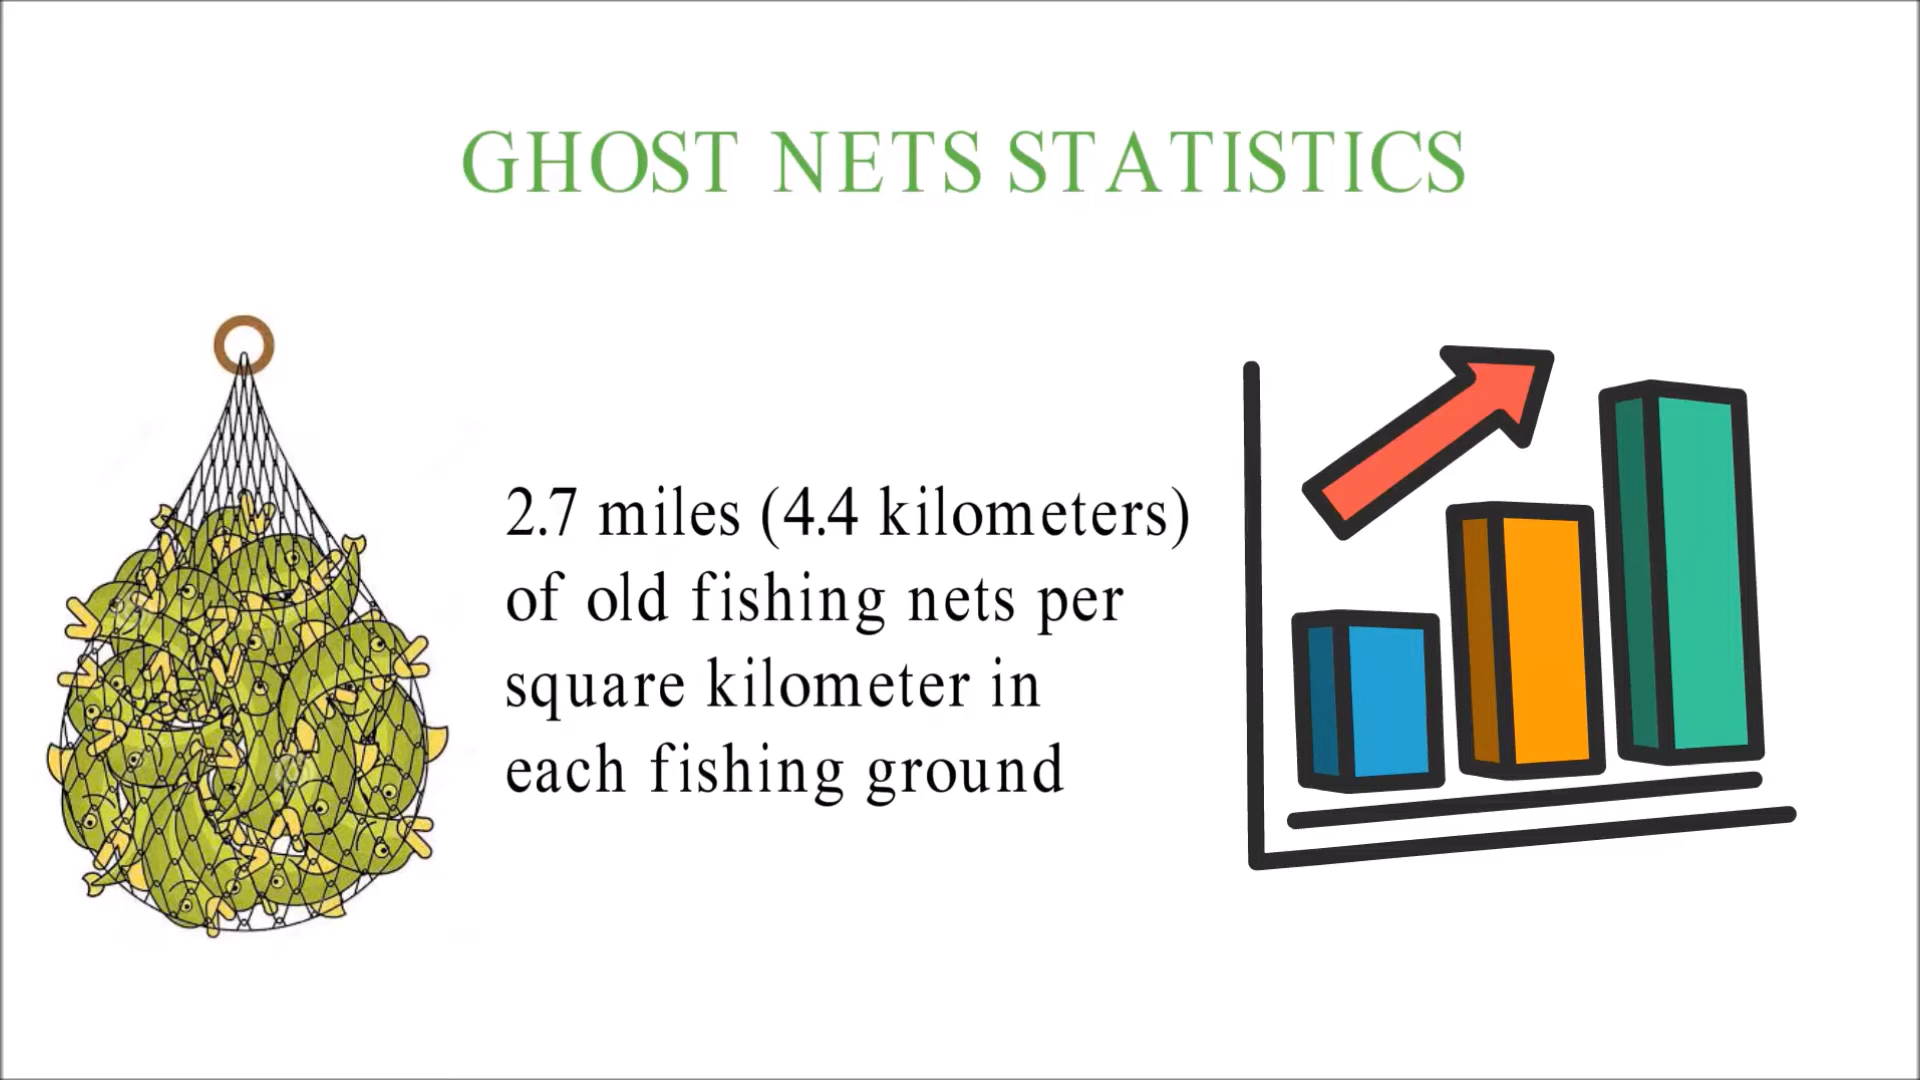 GHOST NETS STATISTICS
2.7 miles (4.4 kilometers)
of old fishing nets per
square kilometer in
each fishing ground